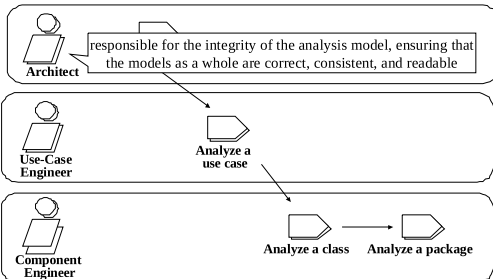 responsible for the integrity of the analysis model, ensuring that
the models as a whole are correct, consistent, and readable
Architect
Analyze a
use case
Use-Case
Engineer
Analyze a class
Analyze a package
Component
Engineer